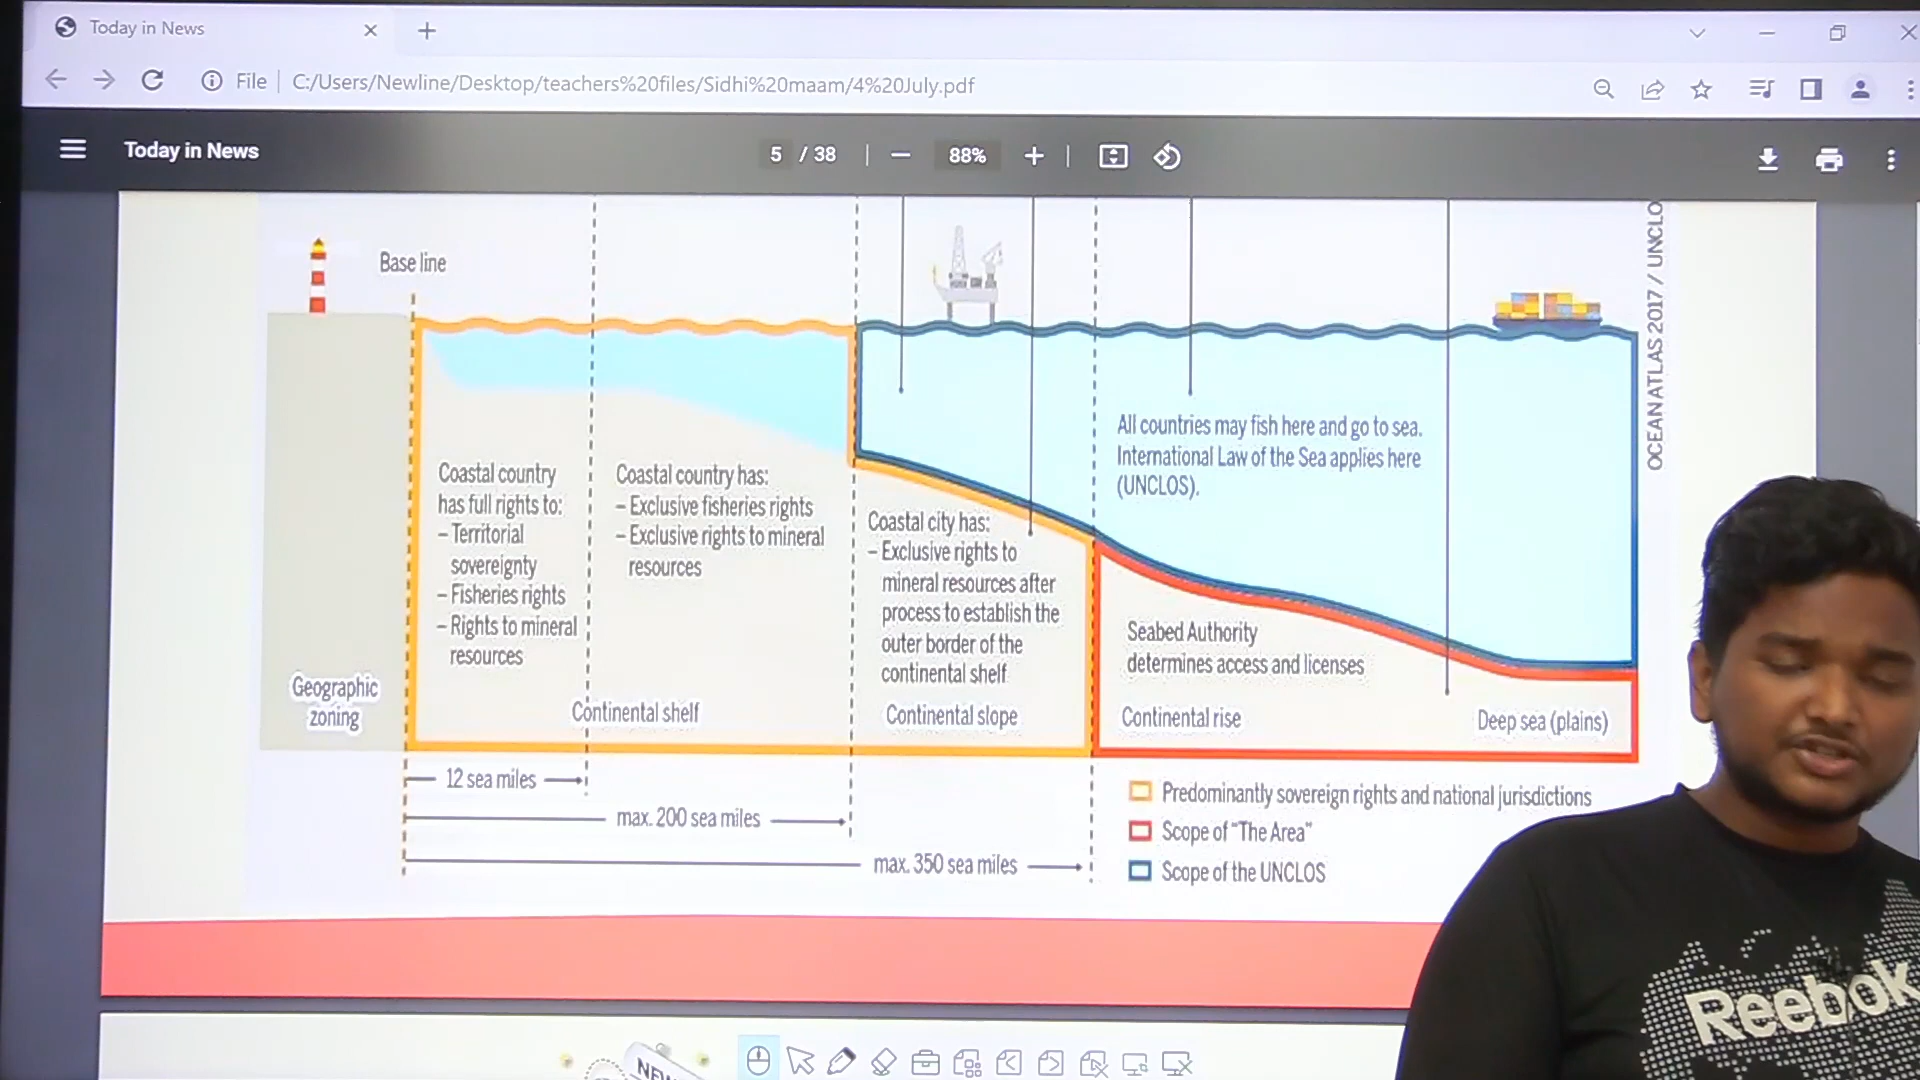 Today in News
File
C:/Users/Newline/Desktop/teachers%20files/Sidhi%20maam/4%20July.pdf
Today in News
5 / 38
88%
Base line
OCEAN ATLAS 2017 / UNCLO
Coastal country
has full rights to:
– Territorial
sovereignty
– Fisheries rights
– Rights to mineral
resources
Coastal country has:
– Exclusive fisheries rights
– Exclusive rights to mineral
resources
Coastal city has:
– Exclusive rights to
mineral resources after
process to establish the
outer border of the
continental shelf
All countries may fish here and go to sea.
International Law of the Sea applies here
(UNCLOS).
Seabed Authority
determines access and licenses
Geographic
zoning
Continental shelf
Continental slope
Continental rise
Deep sea (plains)
12 sea miles
max. 200 sea miles
max. 350 sea miles
Predominantly sovereign rights and national jurisdictions
Scope of "The Area"
Scope of the UNCLOS
NEW
Reebok